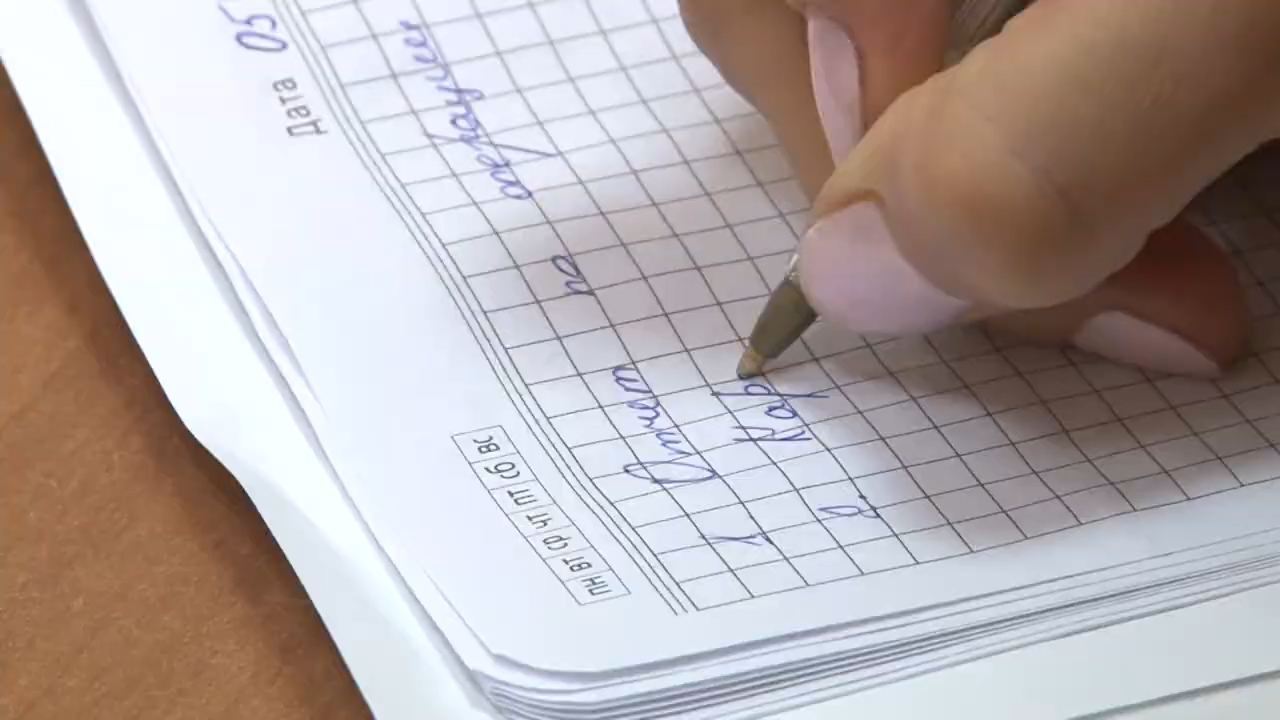 ПН ВТ СР ЧТ ПТ СБ ВС Дата 05
1 Отчет по
2. Кар